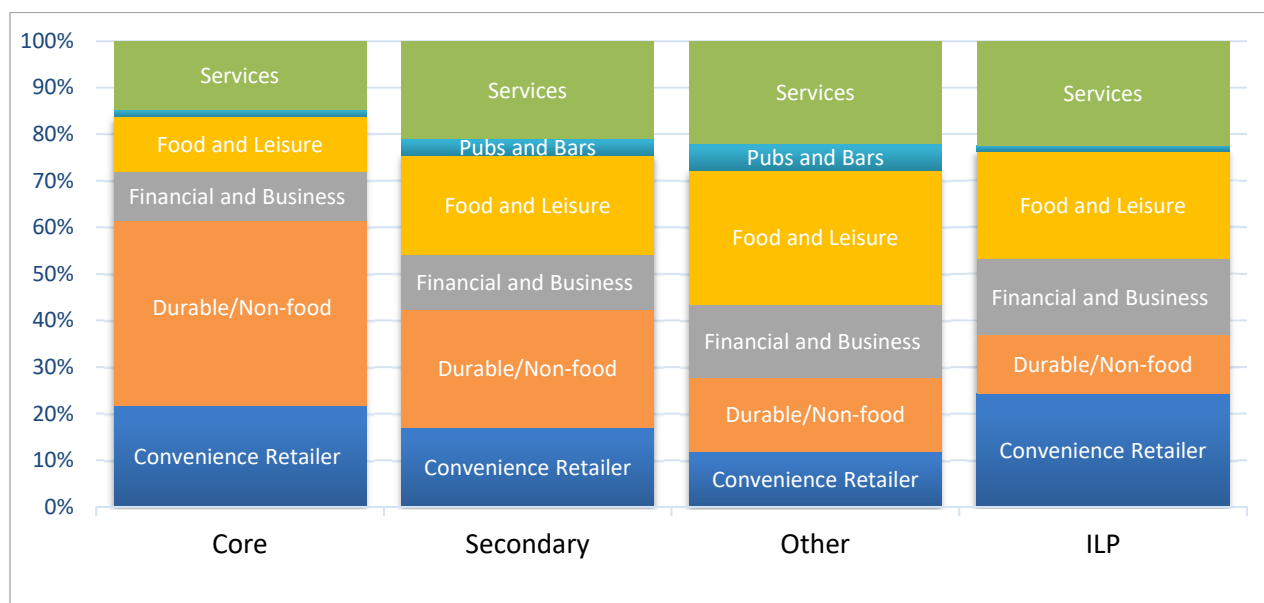 100%
90%
80%
70%
60%
50%
40%
30%
20%
10%
0%
Services
Food and Leisure
Financial and Business
Durable/Non-food
Convenience Retailer
Services
Pubs and Bars
Food and Leisure
Financial and Business
Durable/Non-food
Convenience Retailer
Services
Pubs and Bars
Food and Leisure
Financial and Business
Durable/Non-food
Convenience Retailer
Services
Food and Leisure
Financial and Business
Durable/Non-food
Convenience Retailer
Core
Secondary
Other
ILP